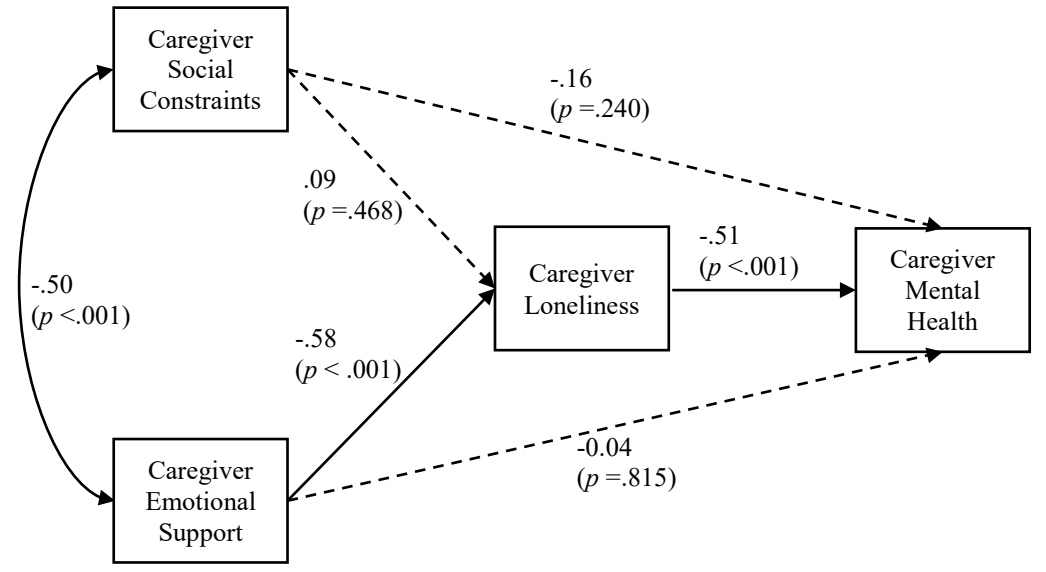 Caregiver
Social
Constraints
-.16
(p =.240)
.09
(p =.468)
-.51
(p <.001)
Caregiver
Loneliness
Caregiver
Mental
Health
-.50
(p <.001)
-.58
(p < .001)
-0.04
(p =.815)
Caregiver
Emotional
Support